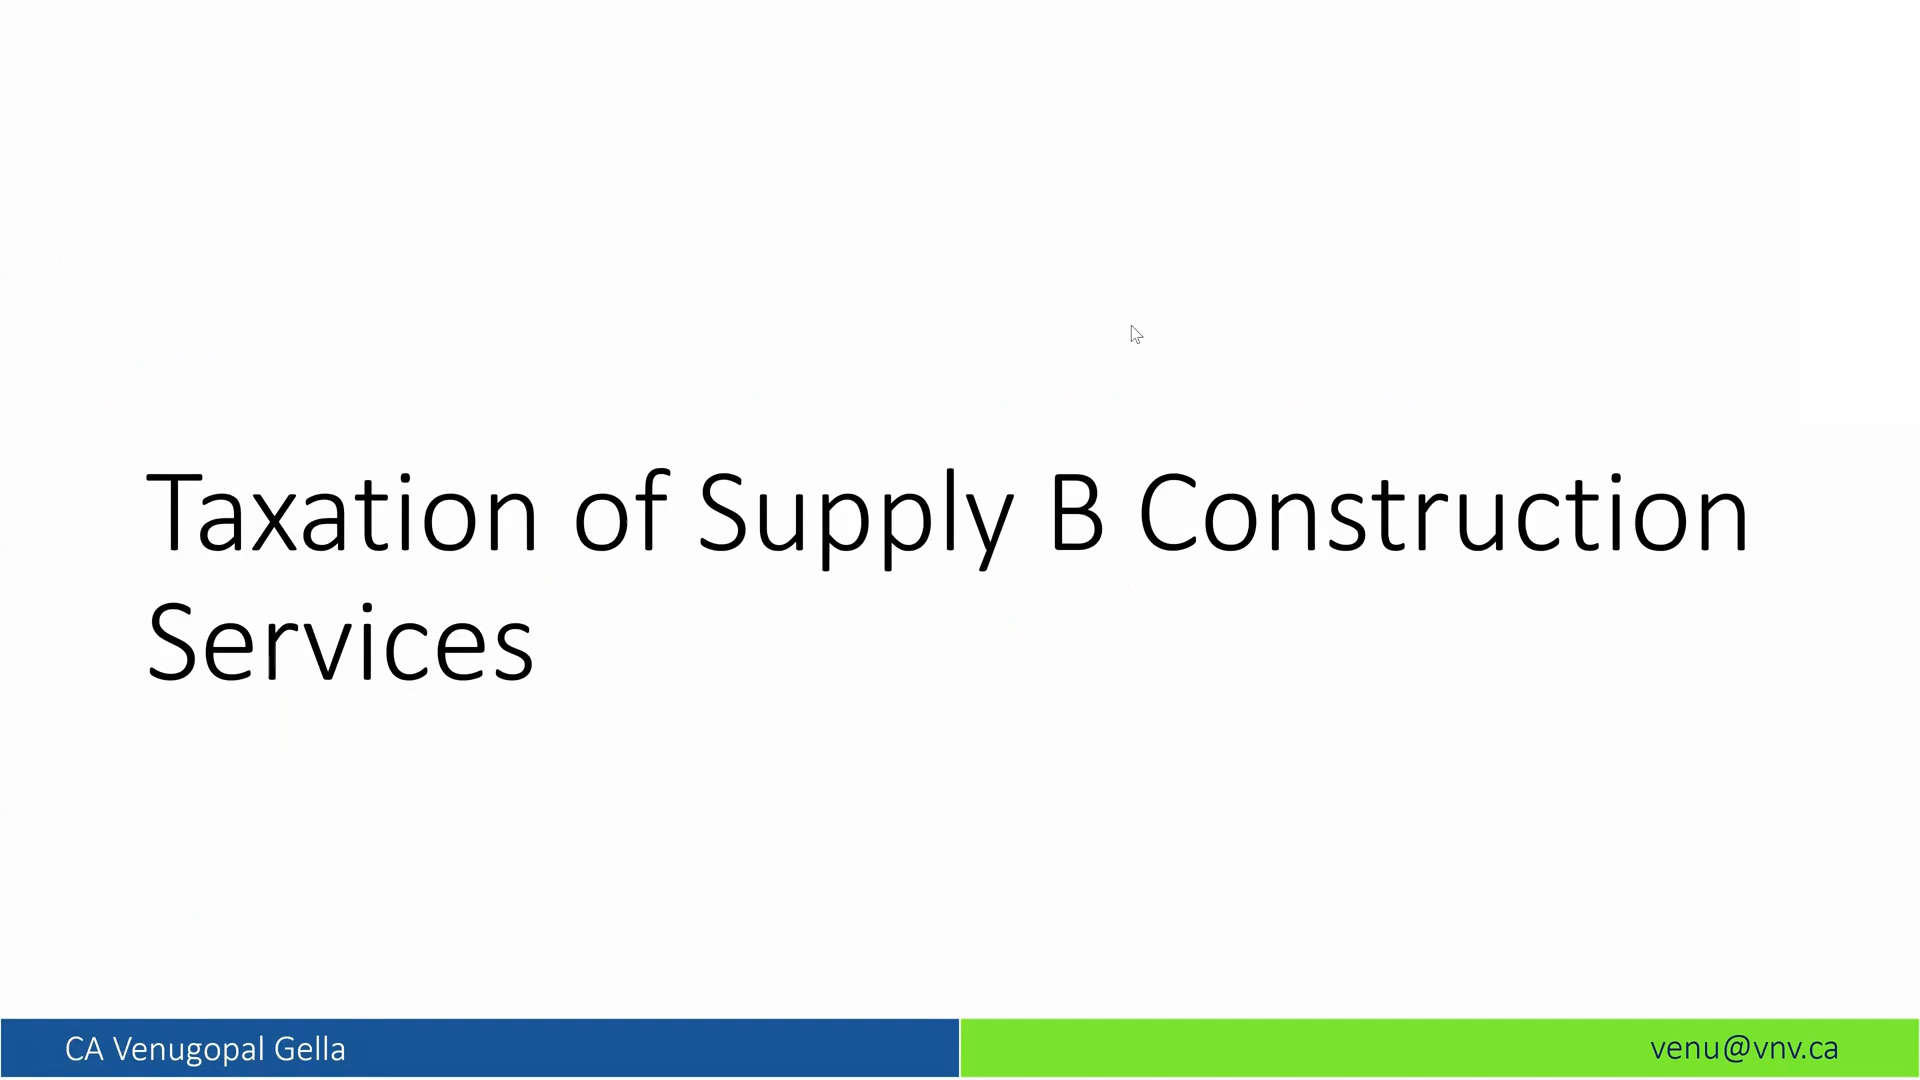 Taxation of Supply B Construction
Services
CA Venugopal Gella
venu@vnv.ca